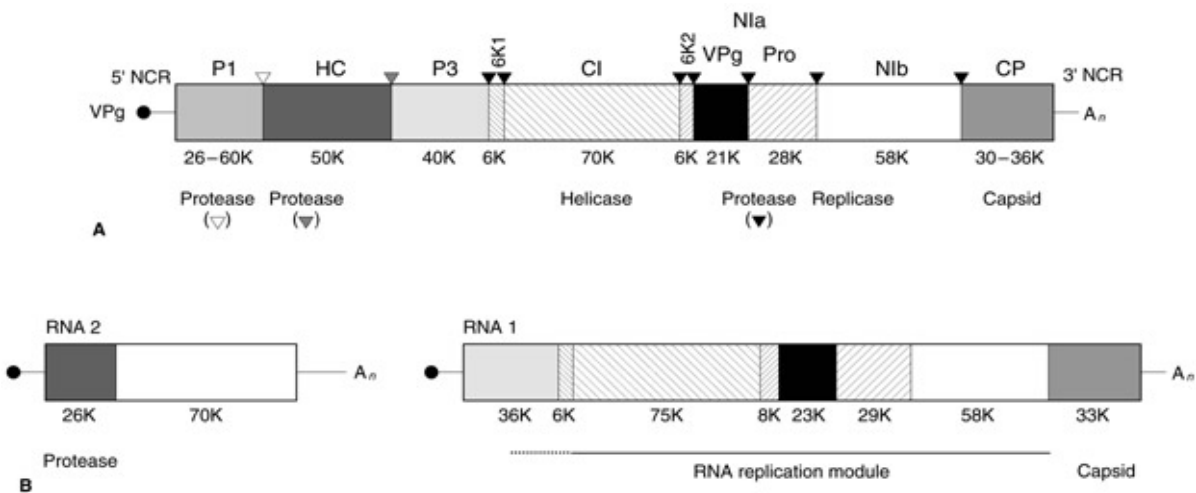 NIa
6K1 6K2 VPg Pro
5' NCR P1 HC P3 CI NIb CP 3' NCR
VPg An
26–60K 50K 40K 6K 70K 6K 21K 28K 58K 30–36K
Protease Protease Helicase Protease Replicase Capsid
(▽) (▼) (▼)
A
RNA 2 RNA 1
An An
26K 70K 36K 6K 75K 8K 23K 29K 58K 33K
Protease RNA replication module Capsid
B